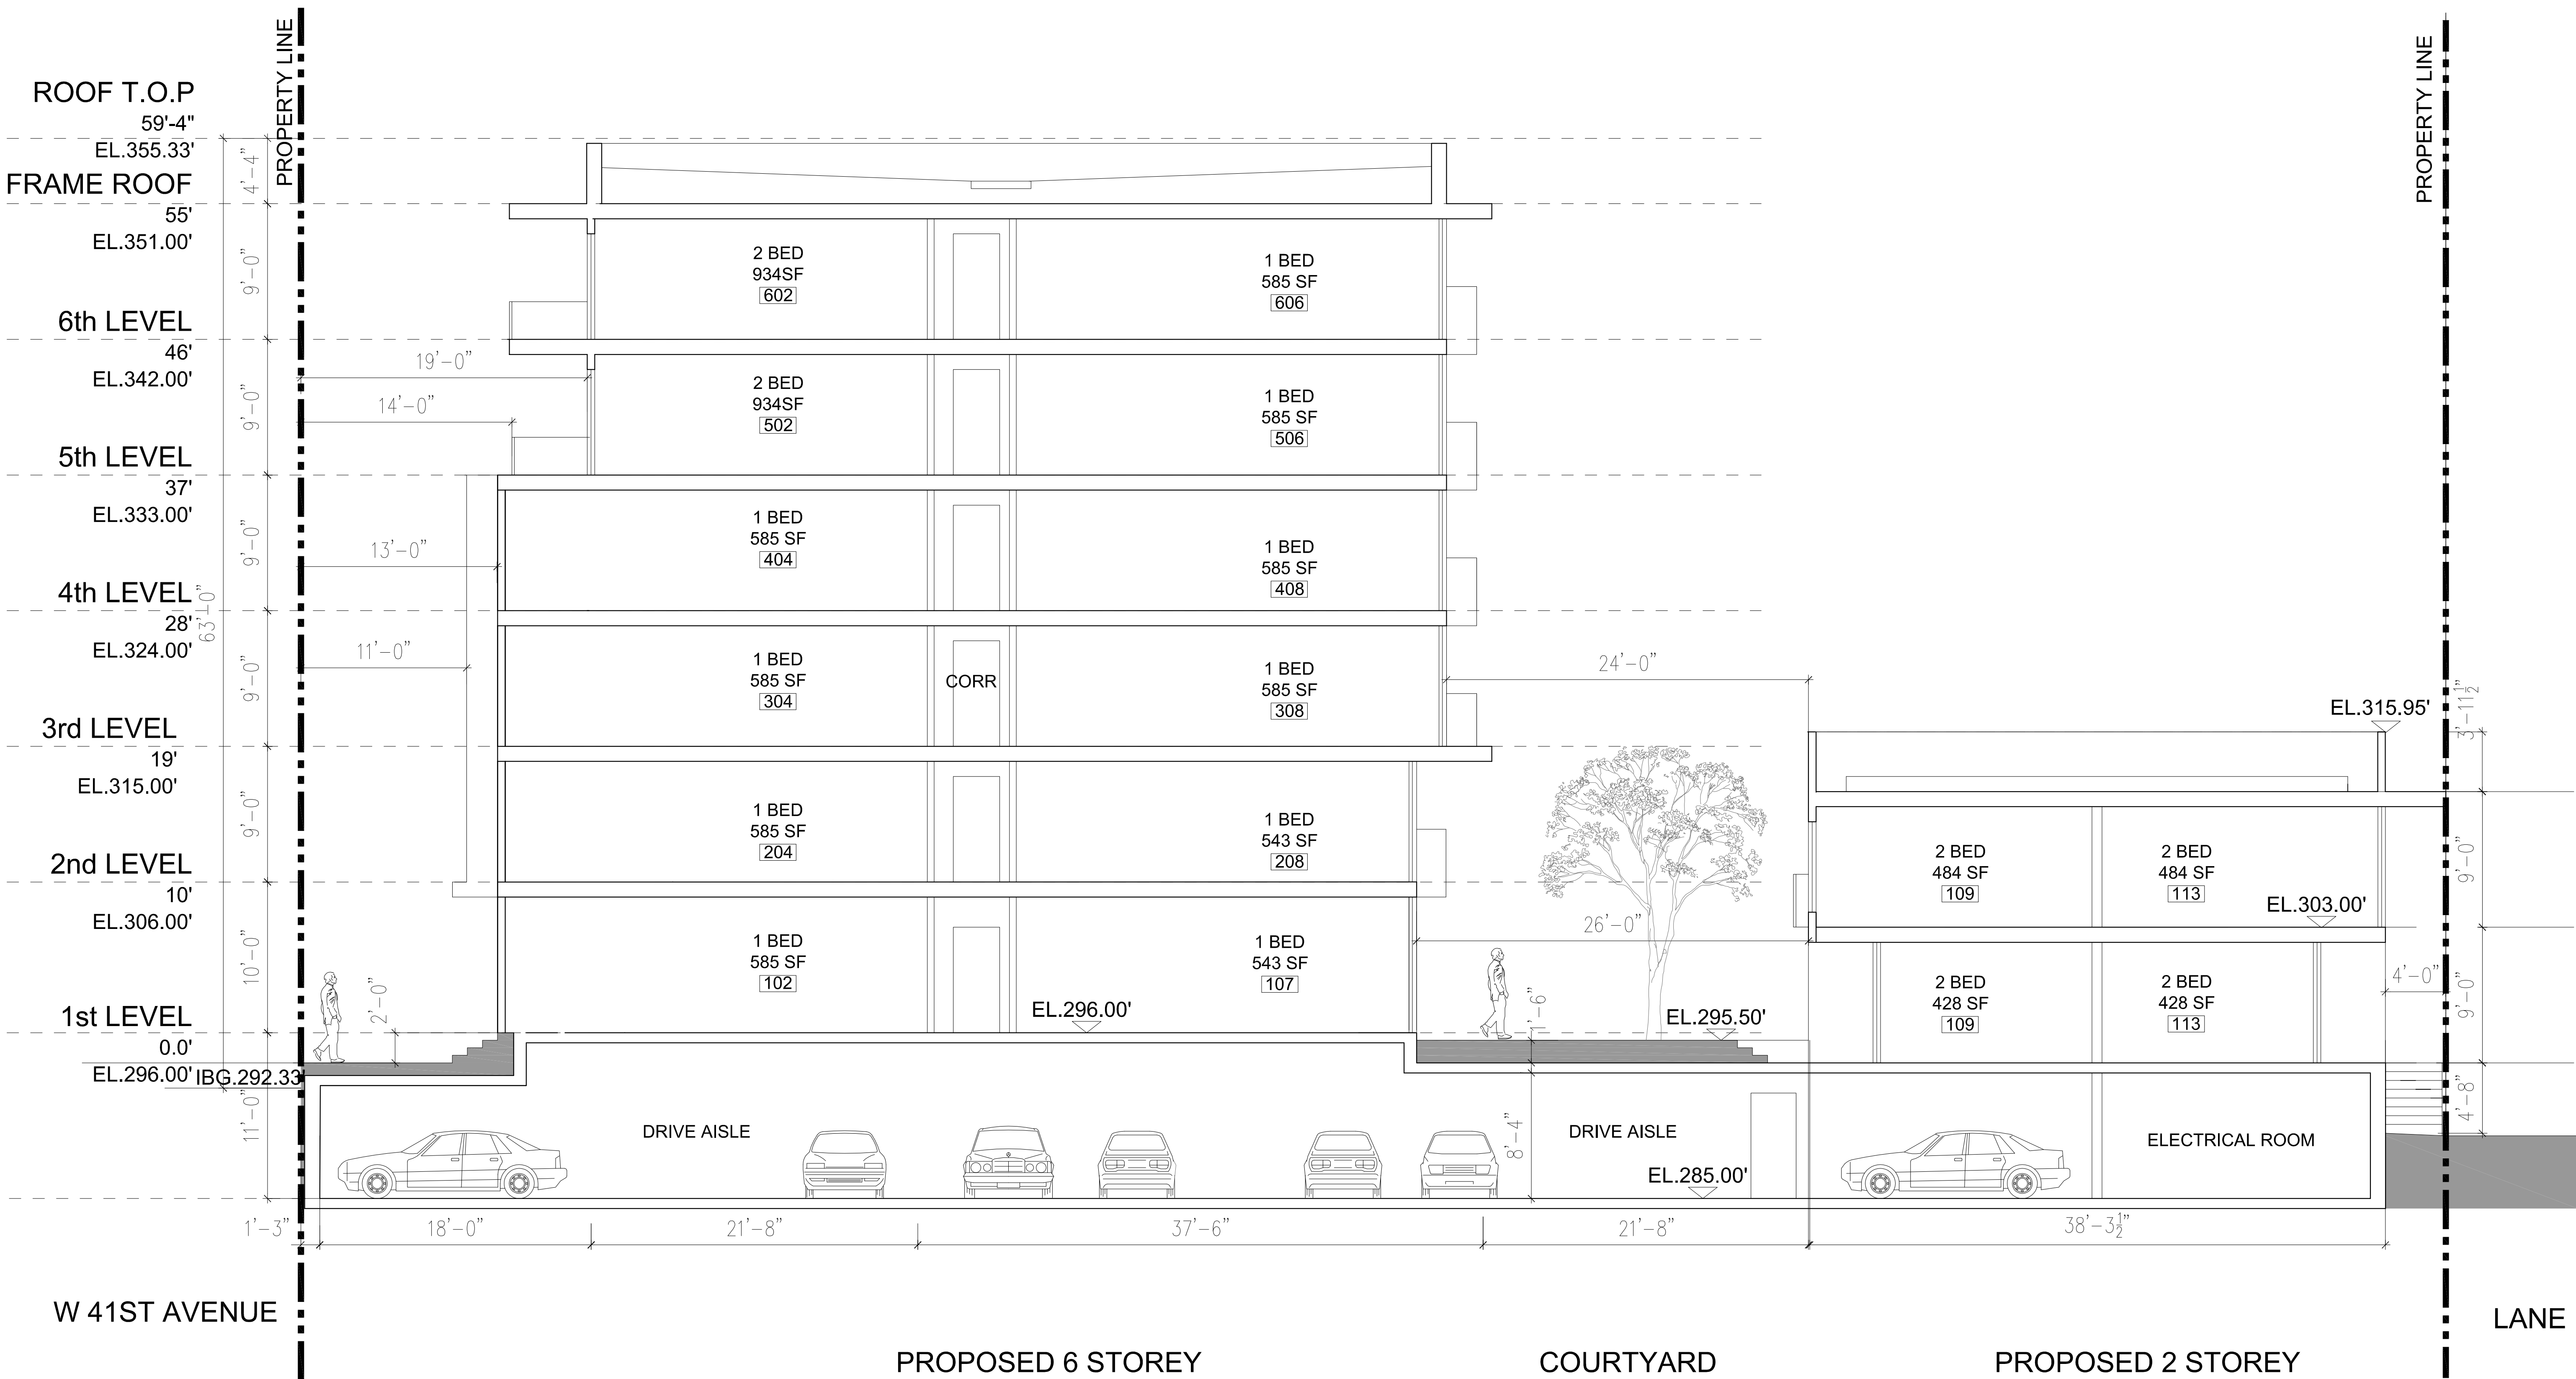 PROPERTY LINE
PROPERTY LINE
ROOF T.O.P
59'-4"
EL.355.33'
4'-4"
FRAME ROOF
55'
EL.351.00'
9'-0"
6th LEVEL
46'
EL.342.00'
9'-0"
5th LEVEL
37'
EL.333.00'
9'-0"
4th LEVEL
28'
EL.324.00'
63'-0"
9'-0"
3rd LEVEL
19'
EL.315.00'
9'-0"
2nd LEVEL
10'
EL.306.00'
10'-0"
1st LEVEL
0.0'
EL.296.00'
IBG.292.33'
11'-0"
19'-0"
14'-0"
13'-0"
11'-0"
2'-0"
2 BED
934SF
602
1 BED
585 SF
606
2 BED
934SF
502
1 BED
585 SF
506
1 BED
585 SF
404
1 BED
585 SF
408
1 BED
585 SF
304
CORR
1 BED
585 SF
308
1 BED
585 SF
204
1 BED
543 SF
208
1 BED
585 SF
102
1 BED
543 SF
107
EL.296.00'
24'-0"
26'-0"
1'-6"
EL.295.50'
EL.315.95'
3'-11½"
2 BED
484 SF
109
2 BED
484 SF
113
9'-0"
EL.303.00'
2 BED
428 SF
109
2 BED
428 SF
113
4'-0"
9'-0"
4'-8"
DRIVE AISLE
8'-4"
DRIVE AISLE
EL.285.00'
ELECTRICAL ROOM
1'-3"
18'-0"
21'-8"
37'-6"
21'-8"
38'-3½"
W 41ST AVENUE
LANE
PROPOSED 6 STOREY
COURTYARD
PROPOSED 2 STOREY